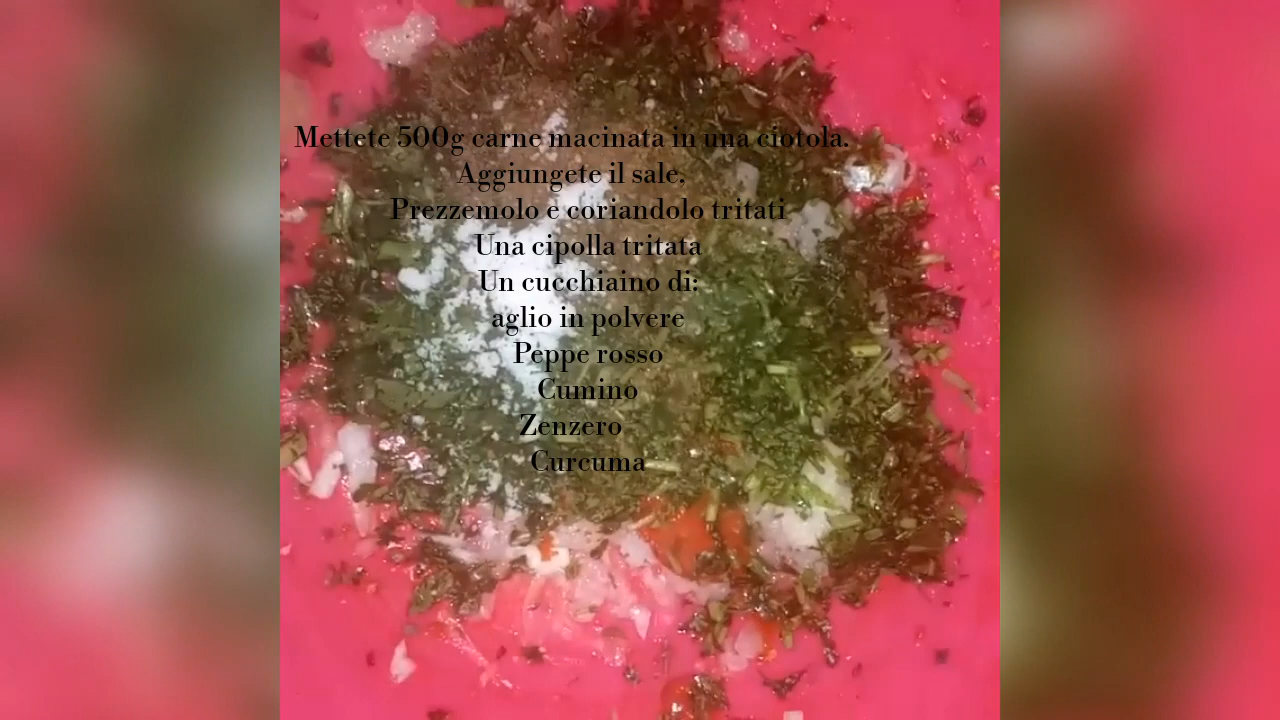 Mettete 500g carne macinata in una ciotola.
Aggiungete il sale.
Prezzemolo e coriandolo tritati
Una cipolla tritata
Un cucchiaino di:
aglio in polvere
Peppe rosso
Cumino
Zenzero
Curcuma